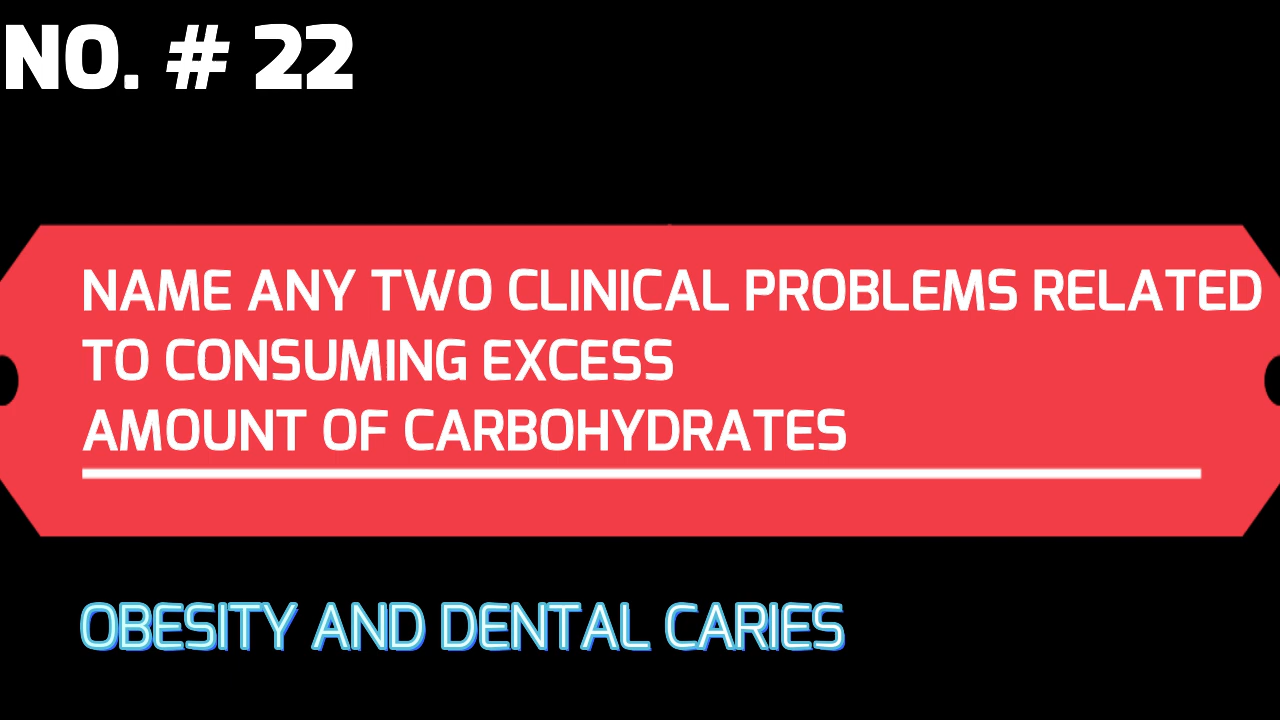 NO. # 22
NAME ANY TWO CLINICAL PROBLEMS RELATED
TO CONSUMING EXCESS
AMOUNT OF CARBOHYDRATES
OBESITY AND DENTAL CARIES